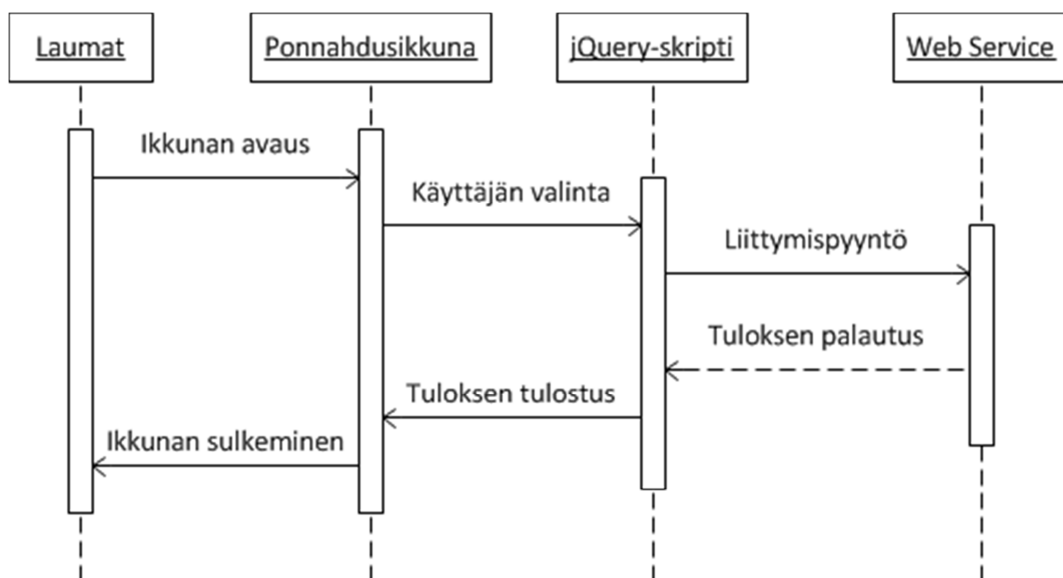 Laumat
Ponnahdusikkuna
jQuery-skripti
Web Service
Ikkunan avaus
Käyttäjän valinta
Liittymispyyntö
Tuloksen palautus
Tuloksen tulostus
Ikkunan sulkeminen